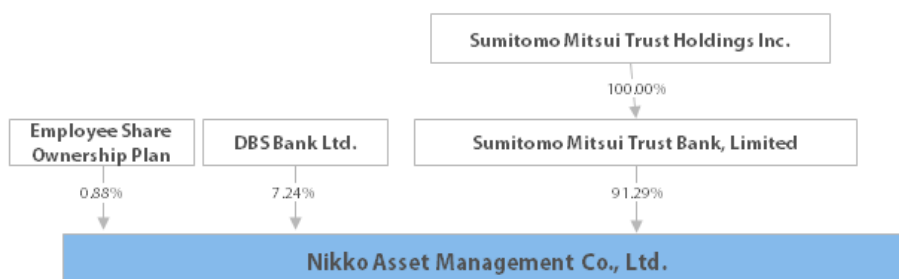 Sumitomo Mitsui Trust Holdings Inc.
100.00%
Employee Share
Ownership Plan
DBS Bank Ltd.
Sumitomo Mitsui Trust Bank, Limited
0.88%
7.24%
91.29%
Nikko Asset Management Co., Ltd.